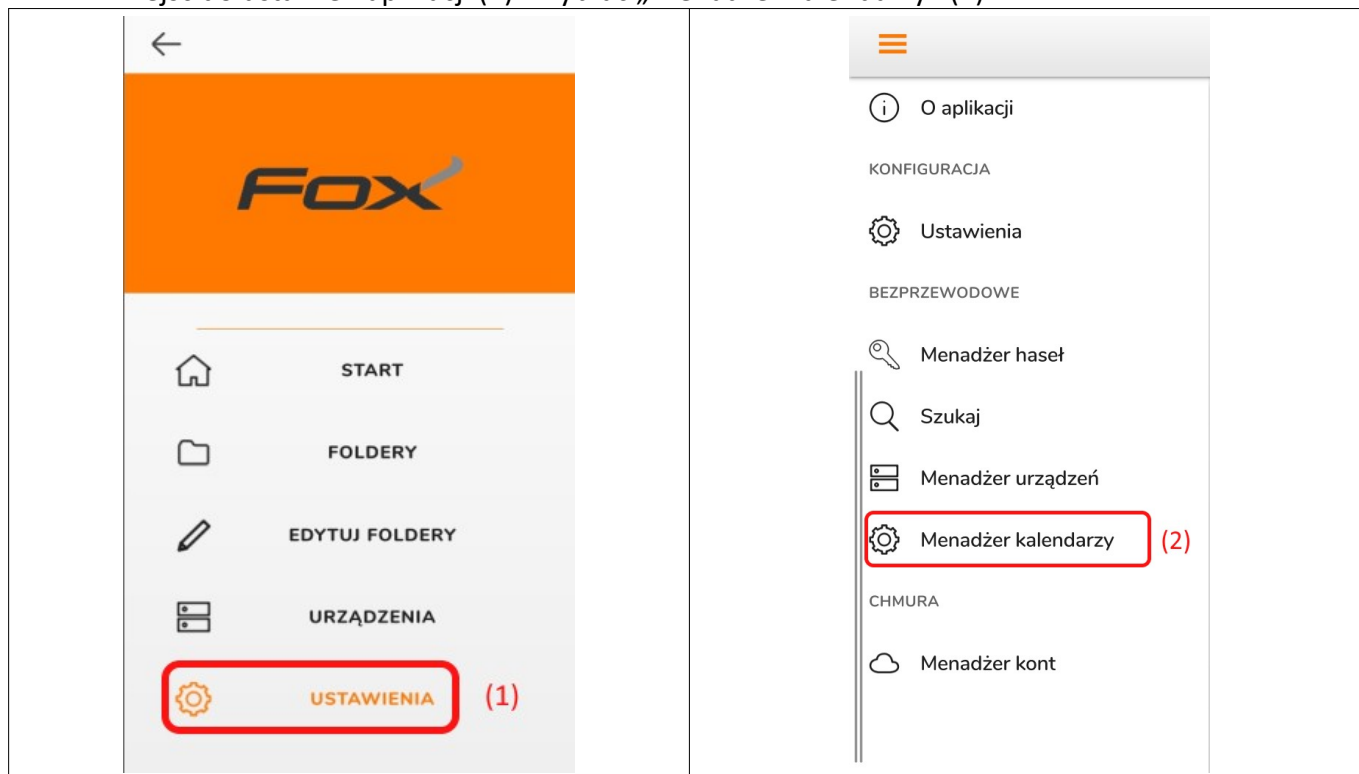 Fox
START
FOLDERY
EDYTUJ FOLDERY
URZĄDZENIA
USTAWIENIA (1)
O aplikacji
KONFIGURACJA
Ustawienia
BEZPRZEWODOWE
Menadżer haseł
Szukaj
Menadżer urządzeń
Menadżer kalendarzy (2)
CHMURA
Menadżer kont